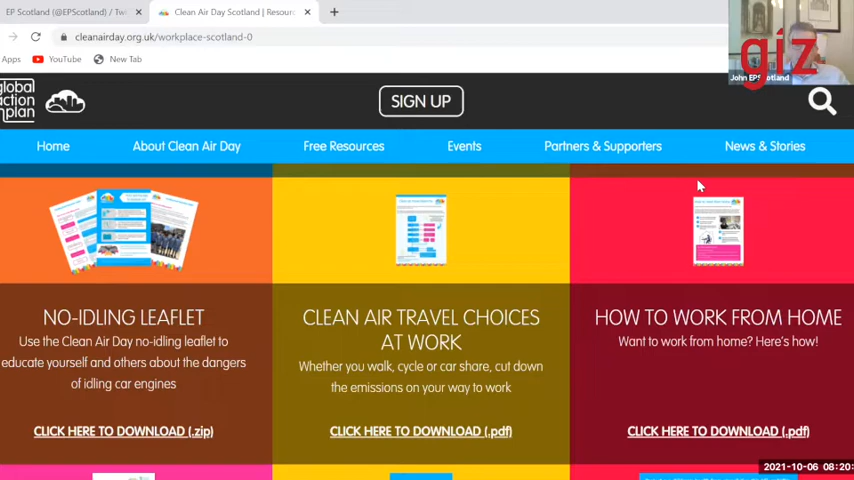 EP Scotland (@EPScotland) / Tw
Clean Air Day Scotland | Resour
cleanairday.org.uk/workplace-scotland-0
Apps
YouTube
New Tab
giz
John EPScotland
global
action
plan
SIGN UP
Home
About Clean Air Day
Free Resources
Events
Partners & Supporters
News & Stories
NO-IDLING LEAFLET
Use the Clean Air Day no-idling leaflet to
educate yourself and others about the dangers
of idling car engines
CLICK HERE TO DOWNLOAD (.zip)
CLEAN AIR TRAVEL CHOICES
AT WORK
Whether you walk, cycle or car share, cut down
the emissions on your way to work
CLICK HERE TO DOWNLOAD (.pdf)
HOW TO WORK FROM HOME
Want to work from home? Here's how!
CLICK HERE TO DOWNLOAD (.pdf)
2021-10-06 08:20: